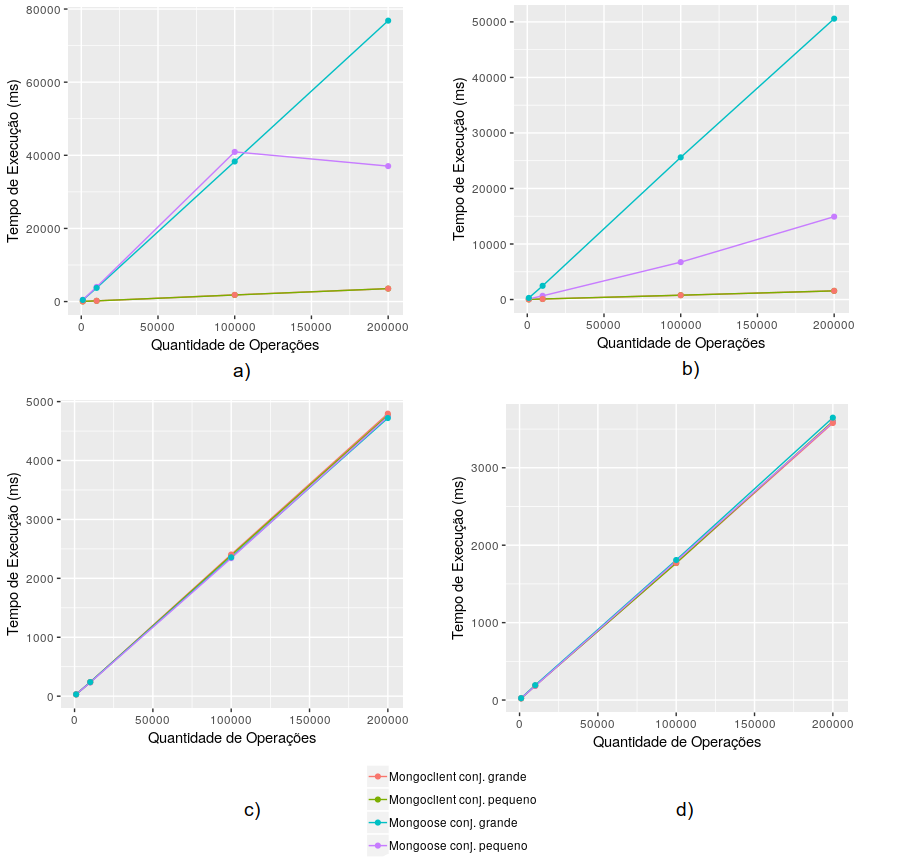 80000
60000
40000
20000
0
Tempo de Execução (ms)
0 50000 100000 150000 200000
Quantidade de Operações
a)
50000
40000
30000
20000
10000
0
Tempo de Execução (ms)
0 50000 100000 150000 200000
Quantidade de Operações
b)
5000
4000
3000
2000
1000
0
Tempo de Execução (ms)
0 50000 100000 150000 200000
Quantidade de Operações
c)
3000
2000
1000
0
Tempo de Execução (ms)
0 50000 100000 150000 200000
Quantidade de Operações
d)
Mongoclient conj. grande
Mongoclient conj. pequeno
Mongoose conj. grande
Mongoose conj. pequeno